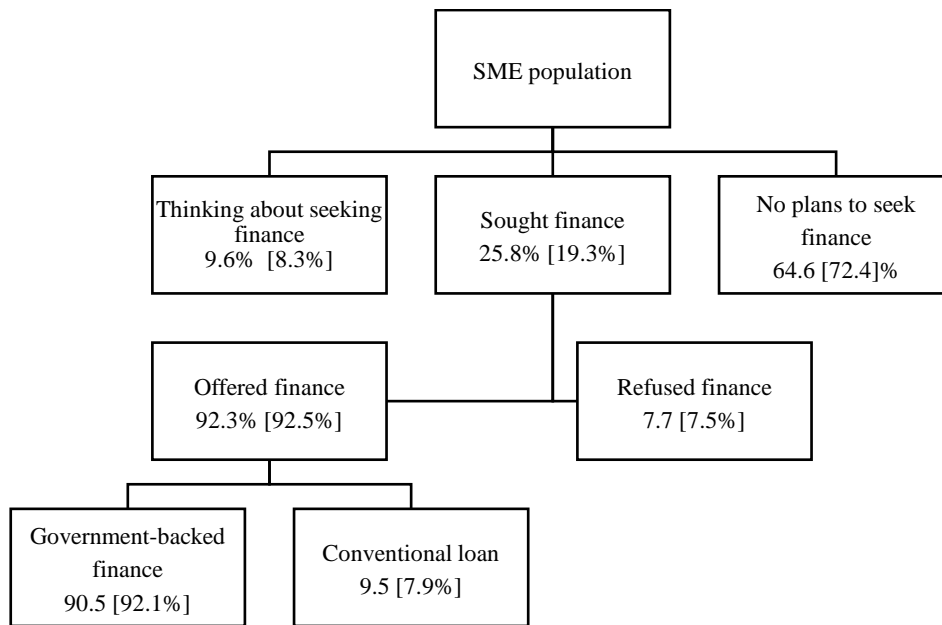 SME population
Thinking about seeking
finance
9.6% [8.3%]
Sought finance
25.8% [19.3%]
No plans to seek
finance
64.6 [72.4]%
Offered finance
92.3% [92.5%]
Refused finance
7.7 [7.5%]
Government-backed
finance
90.5 [92.1%]
Conventional loan
9.5 [7.9%]